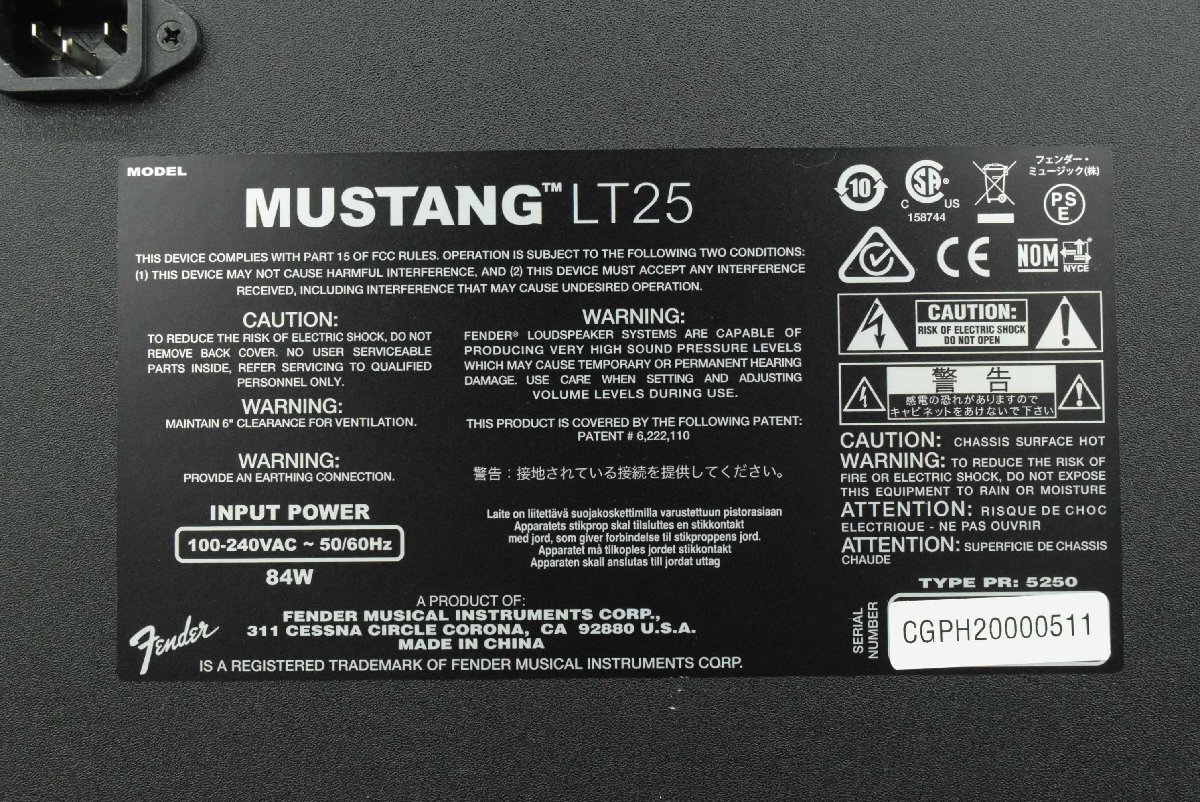 MODEL
MUSTANG™ LT25
THIS DEVICE COMPLIES WITH PART 15 OF FCC RULES. OPERATION IS SUBJECT TO THE FOLLOWING TWO CONDITIONS:
(1) THIS DEVICE MAY NOT CAUSE HARMFUL INTERFERENCE, AND (2) THIS DEVICE MUST ACCEPT ANY INTERFERENCE
RECEIVED, INCLUDING INTERFERENCE THAT MAY CAUSE UNDESIRED OPERATION.
CAUTION:
TO REDUCE THE RISK OF ELECTRIC SHOCK, DO NOT
REMOVE BACK COVER. NO USER SERVICEABLE
PARTS INSIDE, REFER SERVICING TO QUALIFIED
PERSONNEL ONLY.
WARNING:
MAINTAIN 6" CLEARANCE FOR VENTILATION.
WARNING:
PROVIDE AN EARTHING CONNECTION.
INPUT POWER
100-240VAC ~ 50/60Hz
84W
WARNING:
FENDER® LOUDSPEAKER SYSTEMS ARE CAPABLE OF
PRODUCING VERY HIGH SOUND PRESSURE LEVELS
WHICH MAY CAUSE TEMPORARY OR PERMANENT HEARING
DAMAGE. USE CARE WHEN SETTING AND ADJUSTING
VOLUME LEVELS DURING USE.
THIS PRODUCT IS COVERED BY THE FOLLOWING PATENT:
PATENT # 6,222,110
警告：接地されている接続を提供してください。
Laite on liitettävä suojakoskettimilla varustettuun pistorasiaan
Apparatets stikprop skal tilsluttes en stikkontakt
med jord, som giver forbindelse til stikproppens jord.
Apparatet må tilkoples jordet stikkontakt
Apparaten skall anslutas till jordat uttag
Fender
A PRODUCT OF:
FENDER MUSICAL INSTRUMENTS CORP.,
311 CESSNA CIRCLE CORONA, CA 92880 U.S.A.
MADE IN CHINA
IS A REGISTERED TRADEMARK OF FENDER MUSICAL INSTRUMENTS CORP.
10
C SA® US
158744
フェンダー・
ミュージック(株)
PS
E
CE
NOM
NYCE
CAUTION:
RISK OF ELECTRIC SHOCK
DO NOT OPEN
警告
感電の恐れがありますので
キャビネットをあけないで下さい
CAUTION: CHASSIS SURFACE HOT
WARNING: TO REDUCE THE RISK OF
FIRE OR ELECTRIC SHOCK, DO NOT EXPOSE
THIS EQUIPMENT TO RAIN OR MOISTURE
ATTENTION: RISQUE DE CHOC
ELECTRIQUE - NE PAS OUVRIR
ATTENTION: SUPERFICIE DE CHASSIS
CHAUDE
TYPE PR: 5250
SERIAL
NUMBER
CGPH20000511